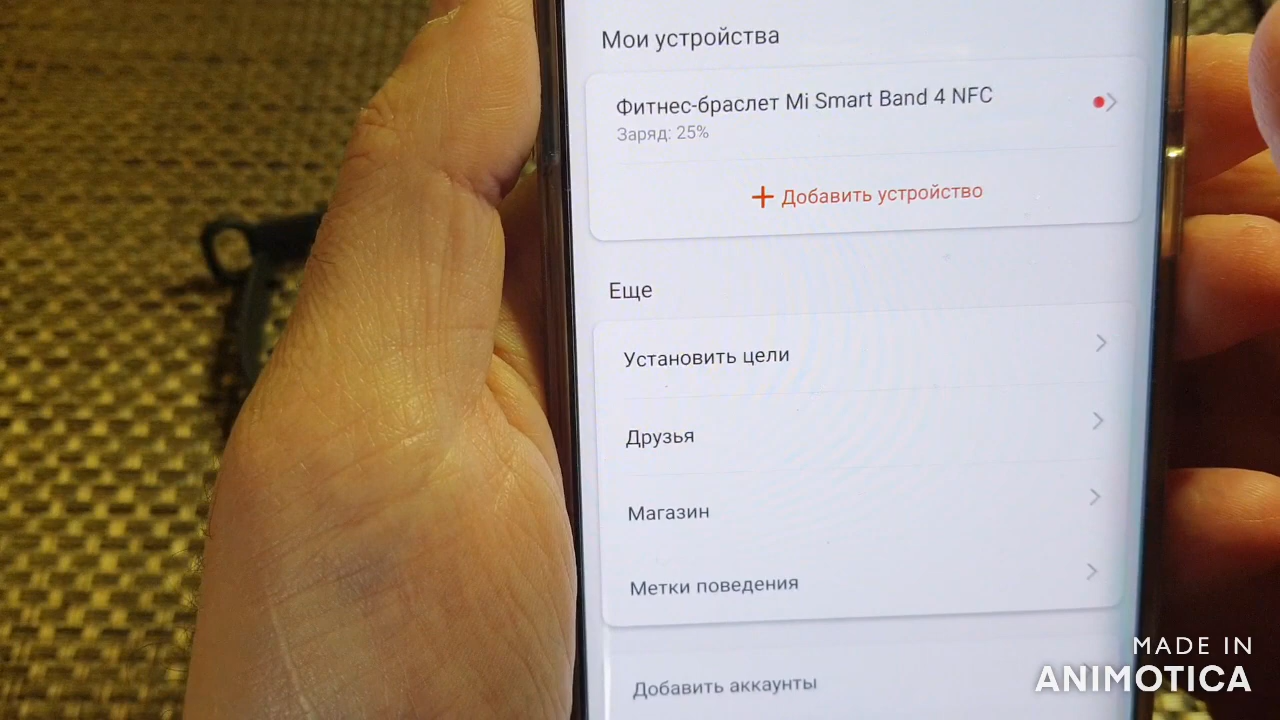 Мои устройства
Фитнес-браслет Mi Smart Band 4 NFC
Заряд: 25%
+ Добавить устройство
Еще
Установить цели
Друзья
Магазин
Метки поведения
Добавить аккаунты
MADE IN
ANIMOTICA